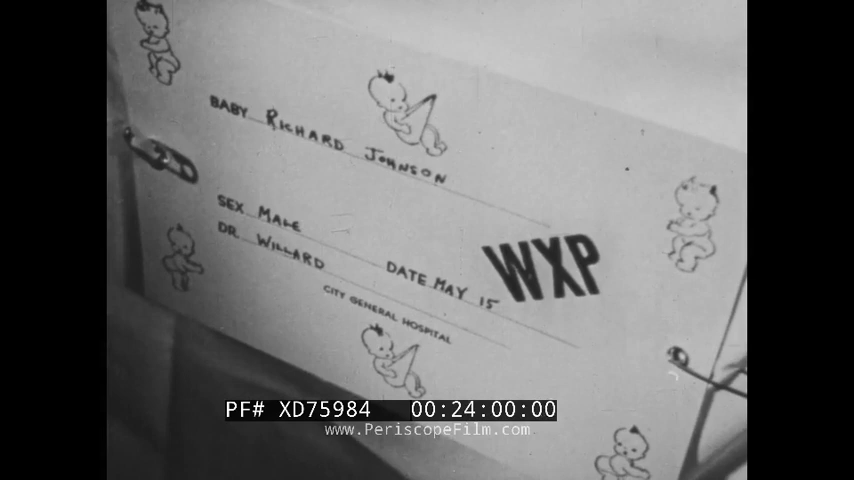 BABY RICHARD JOHNSON
SEX MALE
DR. WILLARD
DATE MAY 15
WXP
CITY GENERAL HOSPITAL
PF# XD75984 00:24:00:00
www.PeriscopeFilm.com